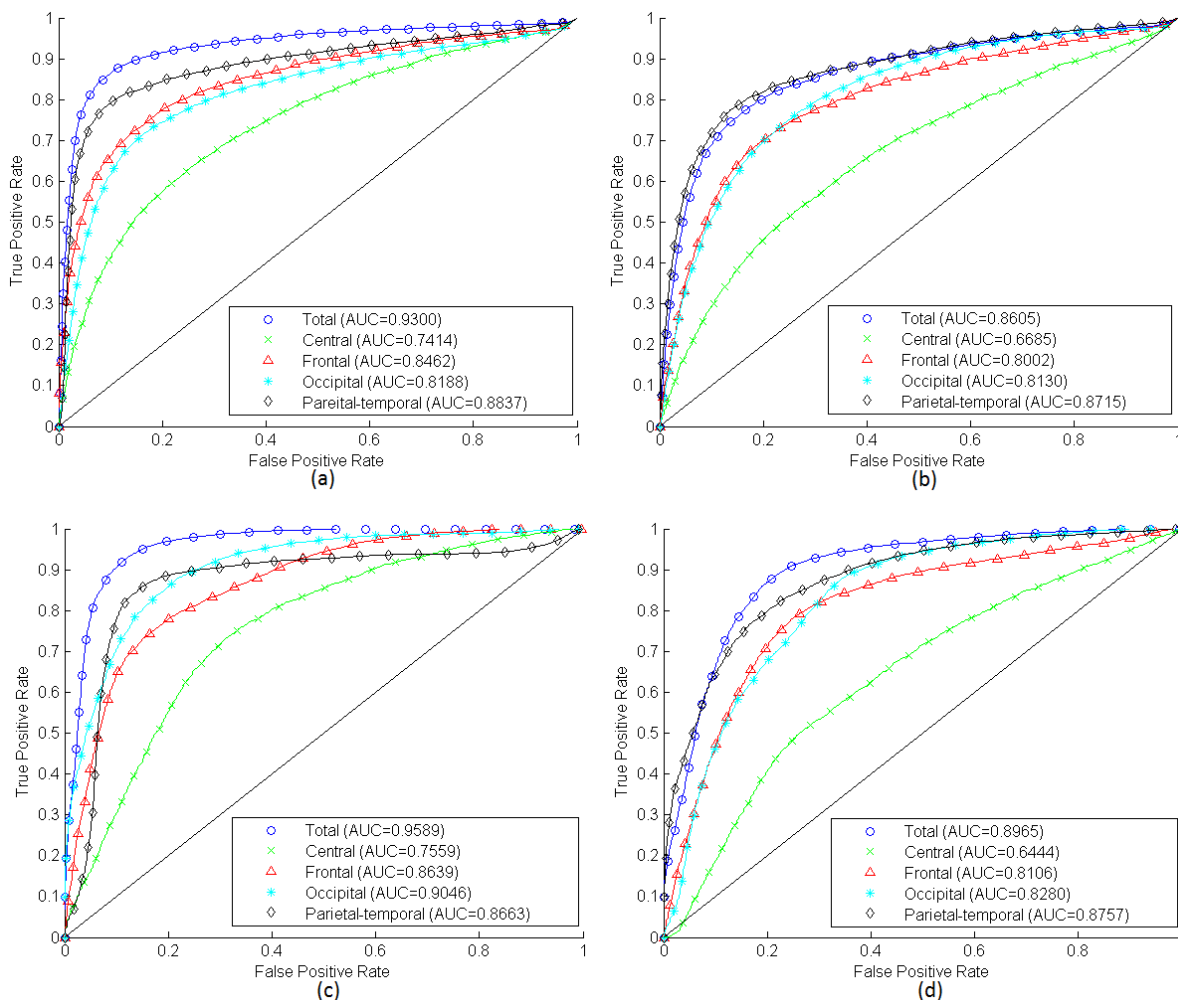 1
0.9
0.8
0.7
0.6
0.5
0.4
0.3
0.2
0.1
0
True Positive Rate
Total (AUC=0.9300)
Central (AUC=0.7414)
Frontal (AUC=0.8462)
Occipital (AUC=0.8188)
Pareital-temporal (AUC=0.8837)
0 0.2 0.4 0.6 0.8 1
False Positive Rate
(a)
1
0.9
0.8
0.7
0.6
0.5
0.4
0.3
0.2
0.1
0
True Positive Rate
Total (AUC=0.8605)
Central (AUC=0.6685)
Frontal (AUC=0.8002)
Occipital (AUC=0.8130)
Parietal-temporal (AUC=0.8715)
0 0.2 0.4 0.6 0.8 1
False Positive Rate
(b)
1
0.9
0.8
0.7
0.6
0.5
0.4
0.3
0.2
0.1
0
True Positive Rate
Total (AUC=0.9589)
Central (AUC=0.7559)
Frontal (AUC=0.8639)
Occipital (AUC=0.9046)
Parietal-temporal (AUC=0.8663)
0 0.2 0.4 0.6 0.8 1
False Positive Rate
(c)
1
0.9
0.8
0.7
0.6
0.5
0.4
0.3
0.2
0.1
0
True Positive Rate
Total (AUC=0.8965)
Central (AUC=0.6444)
Frontal (AUC=0.8106)
Occipital (AUC=0.8280)
Parietal-temporal (AUC=0.8757)
0 0.2 0.4 0.6 0.8
False Positive Rate
(d)